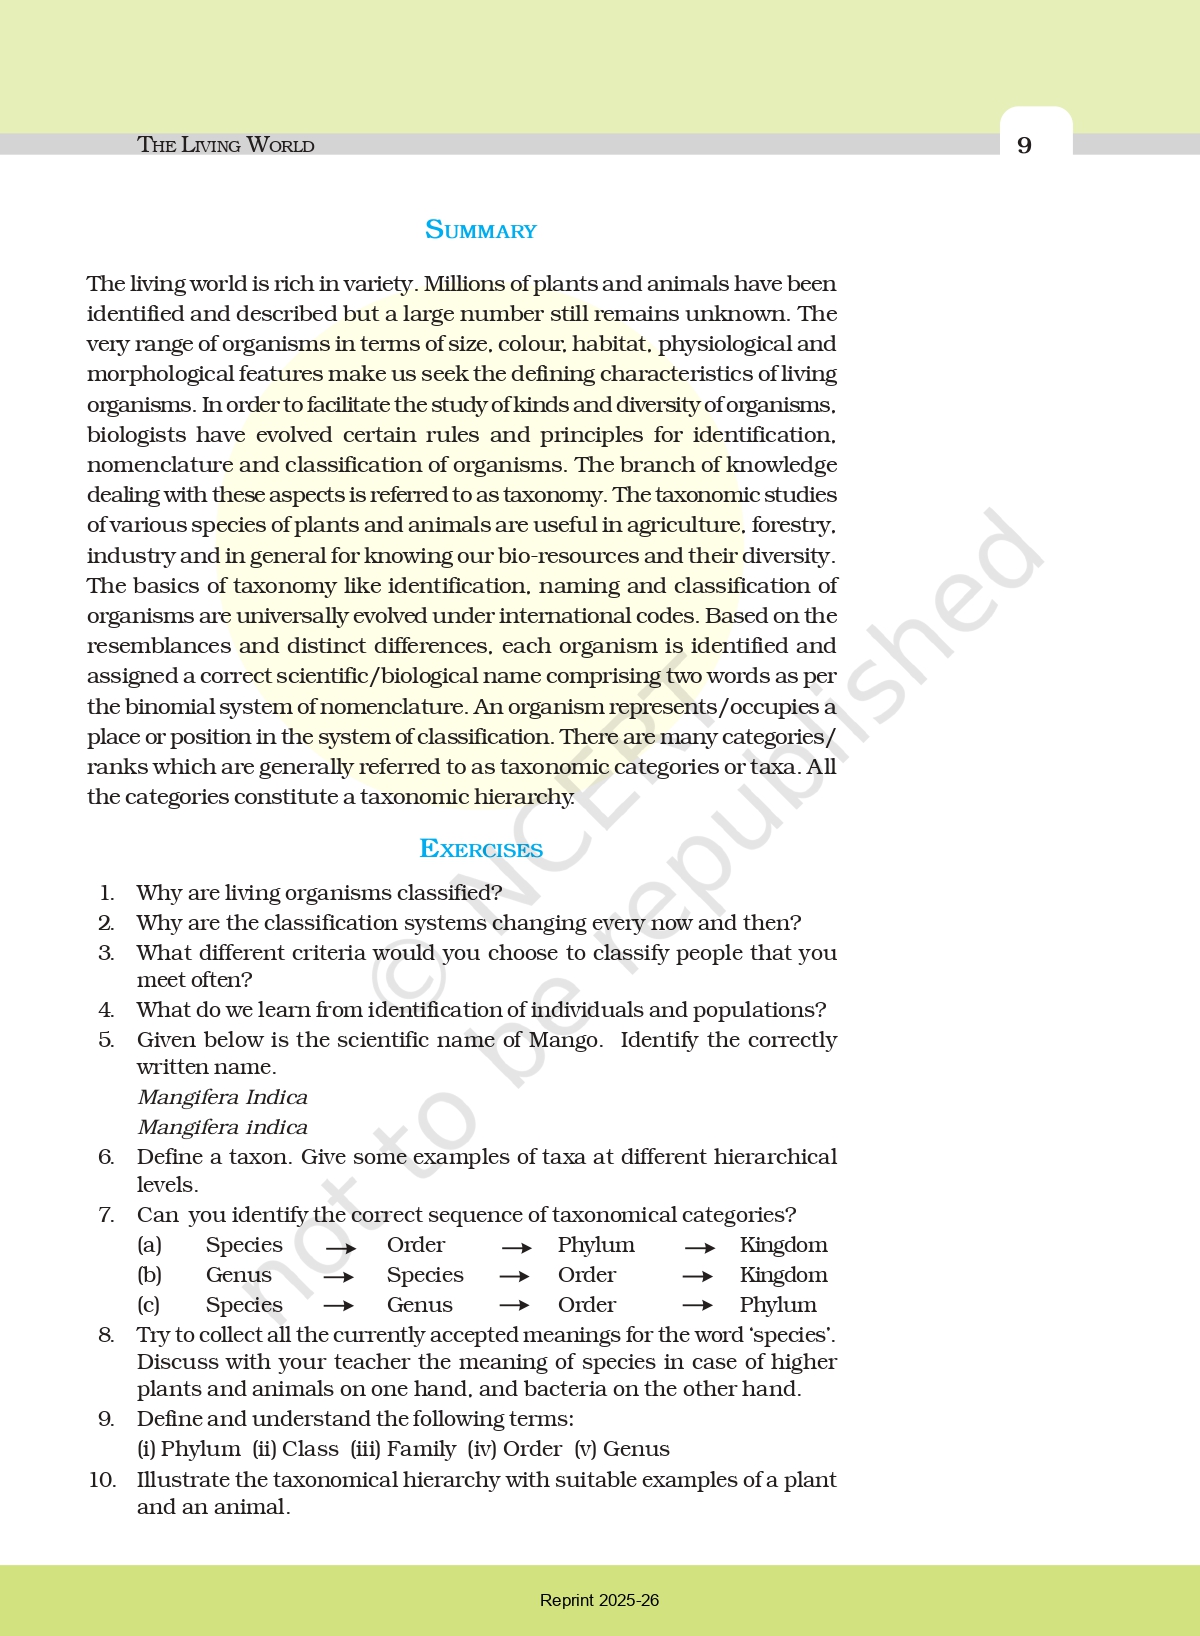 THE LIVING WORLD
9
SUMMARY
The living world is rich in variety. Millions of plants and animals have been
identified and described but a large number still remains unknown. The
very range of organisms in terms of size, colour, habitat, physiological and
morphological features make us seek the defining characteristics of living
organisms. In order to facilitate the study of kinds and diversity of organisms,
biologists have evolved certain rules and principles for identification,
nomenclature and classification of organisms. The branch of knowledge
dealing with these aspects is referred to as taxonomy. The taxonomic studies
of various species of plants and animals are useful in agriculture, forestry,
industry and in general for knowing our bio-resources and their diversity.
The basics of taxonomy like identification, naming and classification of
organisms are universally evolved under international codes. Based on the
resemblances and distinct differences, each organism is identified and
assigned a correct scientific/biological name comprising two words as per
the binomial system of nomenclature. An organism represents/occupies a
place or position in the system of classification. There are many categories/
ranks which are generally referred to as taxonomic categories or taxa. All
the categories constitute a taxonomic hierarchy.
EXERCISES
1. Why are living organisms classified?
2. Why are the classification systems changing every now and then?
3. What different criteria would you choose to classify people that you
meet often?
4. What do we learn from identification of individuals and populations?
5. Given below is the scientific name of Mango. Identify the correctly
written name.
Mangifera Indica
Mangifera indica
6. Define a taxon. Give some examples of taxa at different hierarchical
levels.
7. Can you identify the correct sequence of taxonomical categories?
(a) Species → Order → Phylum → Kingdom
(b) Genus → Species → Order → Kingdom
(c) Species → Genus → Order → Phylum
8. Try to collect all the currently accepted meanings for the word ‘species’.
Discuss with your teacher the meaning of species in case of higher
plants and animals on one hand, and bacteria on the other hand.
9. Define and understand the following terms:
(i) Phylum (ii) Class (iii) Family (iv) Order (v) Genus
10. Illustrate the taxonomical hierarchy with suitable examples of a plant
and an animal.
© NCERT
not to be republished
Reprint 2025-26